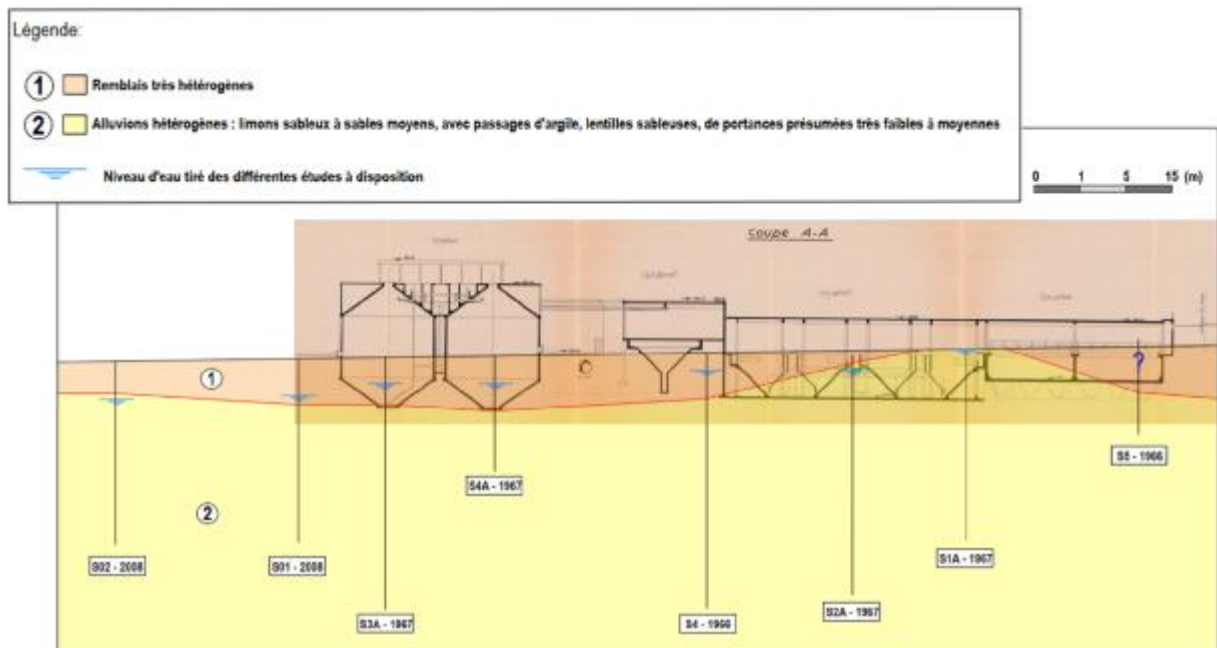 Légende:
1 Remblais très hétérogènes
2 Alluvions hétérogènes : limons sableux à sables moyens, avec passages d'argile, lentilles sableuses, de portances présumées très faibles à moyennes
Niveau d'eau tiré des différentes études à disposition
0 1 5 15 (m)
Coupe A-A
1
?
S5 - 1966
S4A - 1967
2
S02 - 2008
S01 - 2008
S1A - 1967
S3A - 1967
S4 - 1966
S2A - 1967